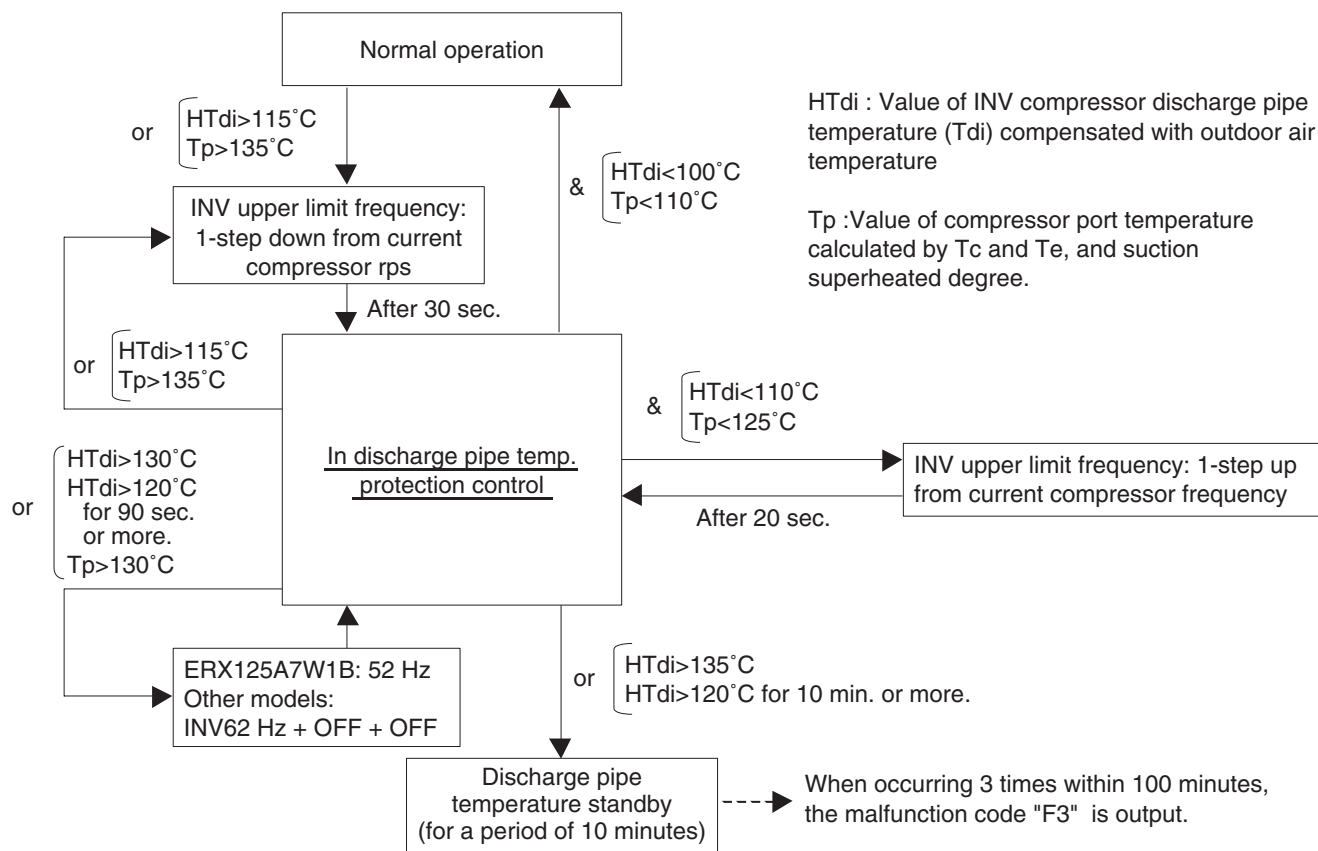 Normal operation
or
HTdi>115˚C
Tp>135˚C
&
HTdi<100˚C
Tp<110˚C
HTdi : Value of INV compressor discharge pipe
temperature (Tdi) compensated with outdoor air
temperature
Tp :Value of compressor port temperature
calculated by Tc and Te, and suction
superheated degree.
INV upper limit frequency:
1-step down from current
compressor rps
After 30 sec.
or
HTdi>115˚C
Tp>135˚C
&
HTdi<110˚C
Tp<125˚C
In discharge pipe temp.
protection control
INV upper limit frequency: 1-step up
from current compressor frequency
After 20 sec.
or
HTdi>130˚C
HTdi>120˚C
for 90 sec.
or more.
Tp>130˚C
ERX125A7W1B: 52 Hz
Other models:
INV62 Hz + OFF + OFF
or
HTdi>135˚C
HTdi>120˚C for 10 min. or more.
Discharge pipe
temperature standby
(for a period of 10 minutes)
When occurring 3 times within 100 minutes,
the malfunction code "F3" is output.